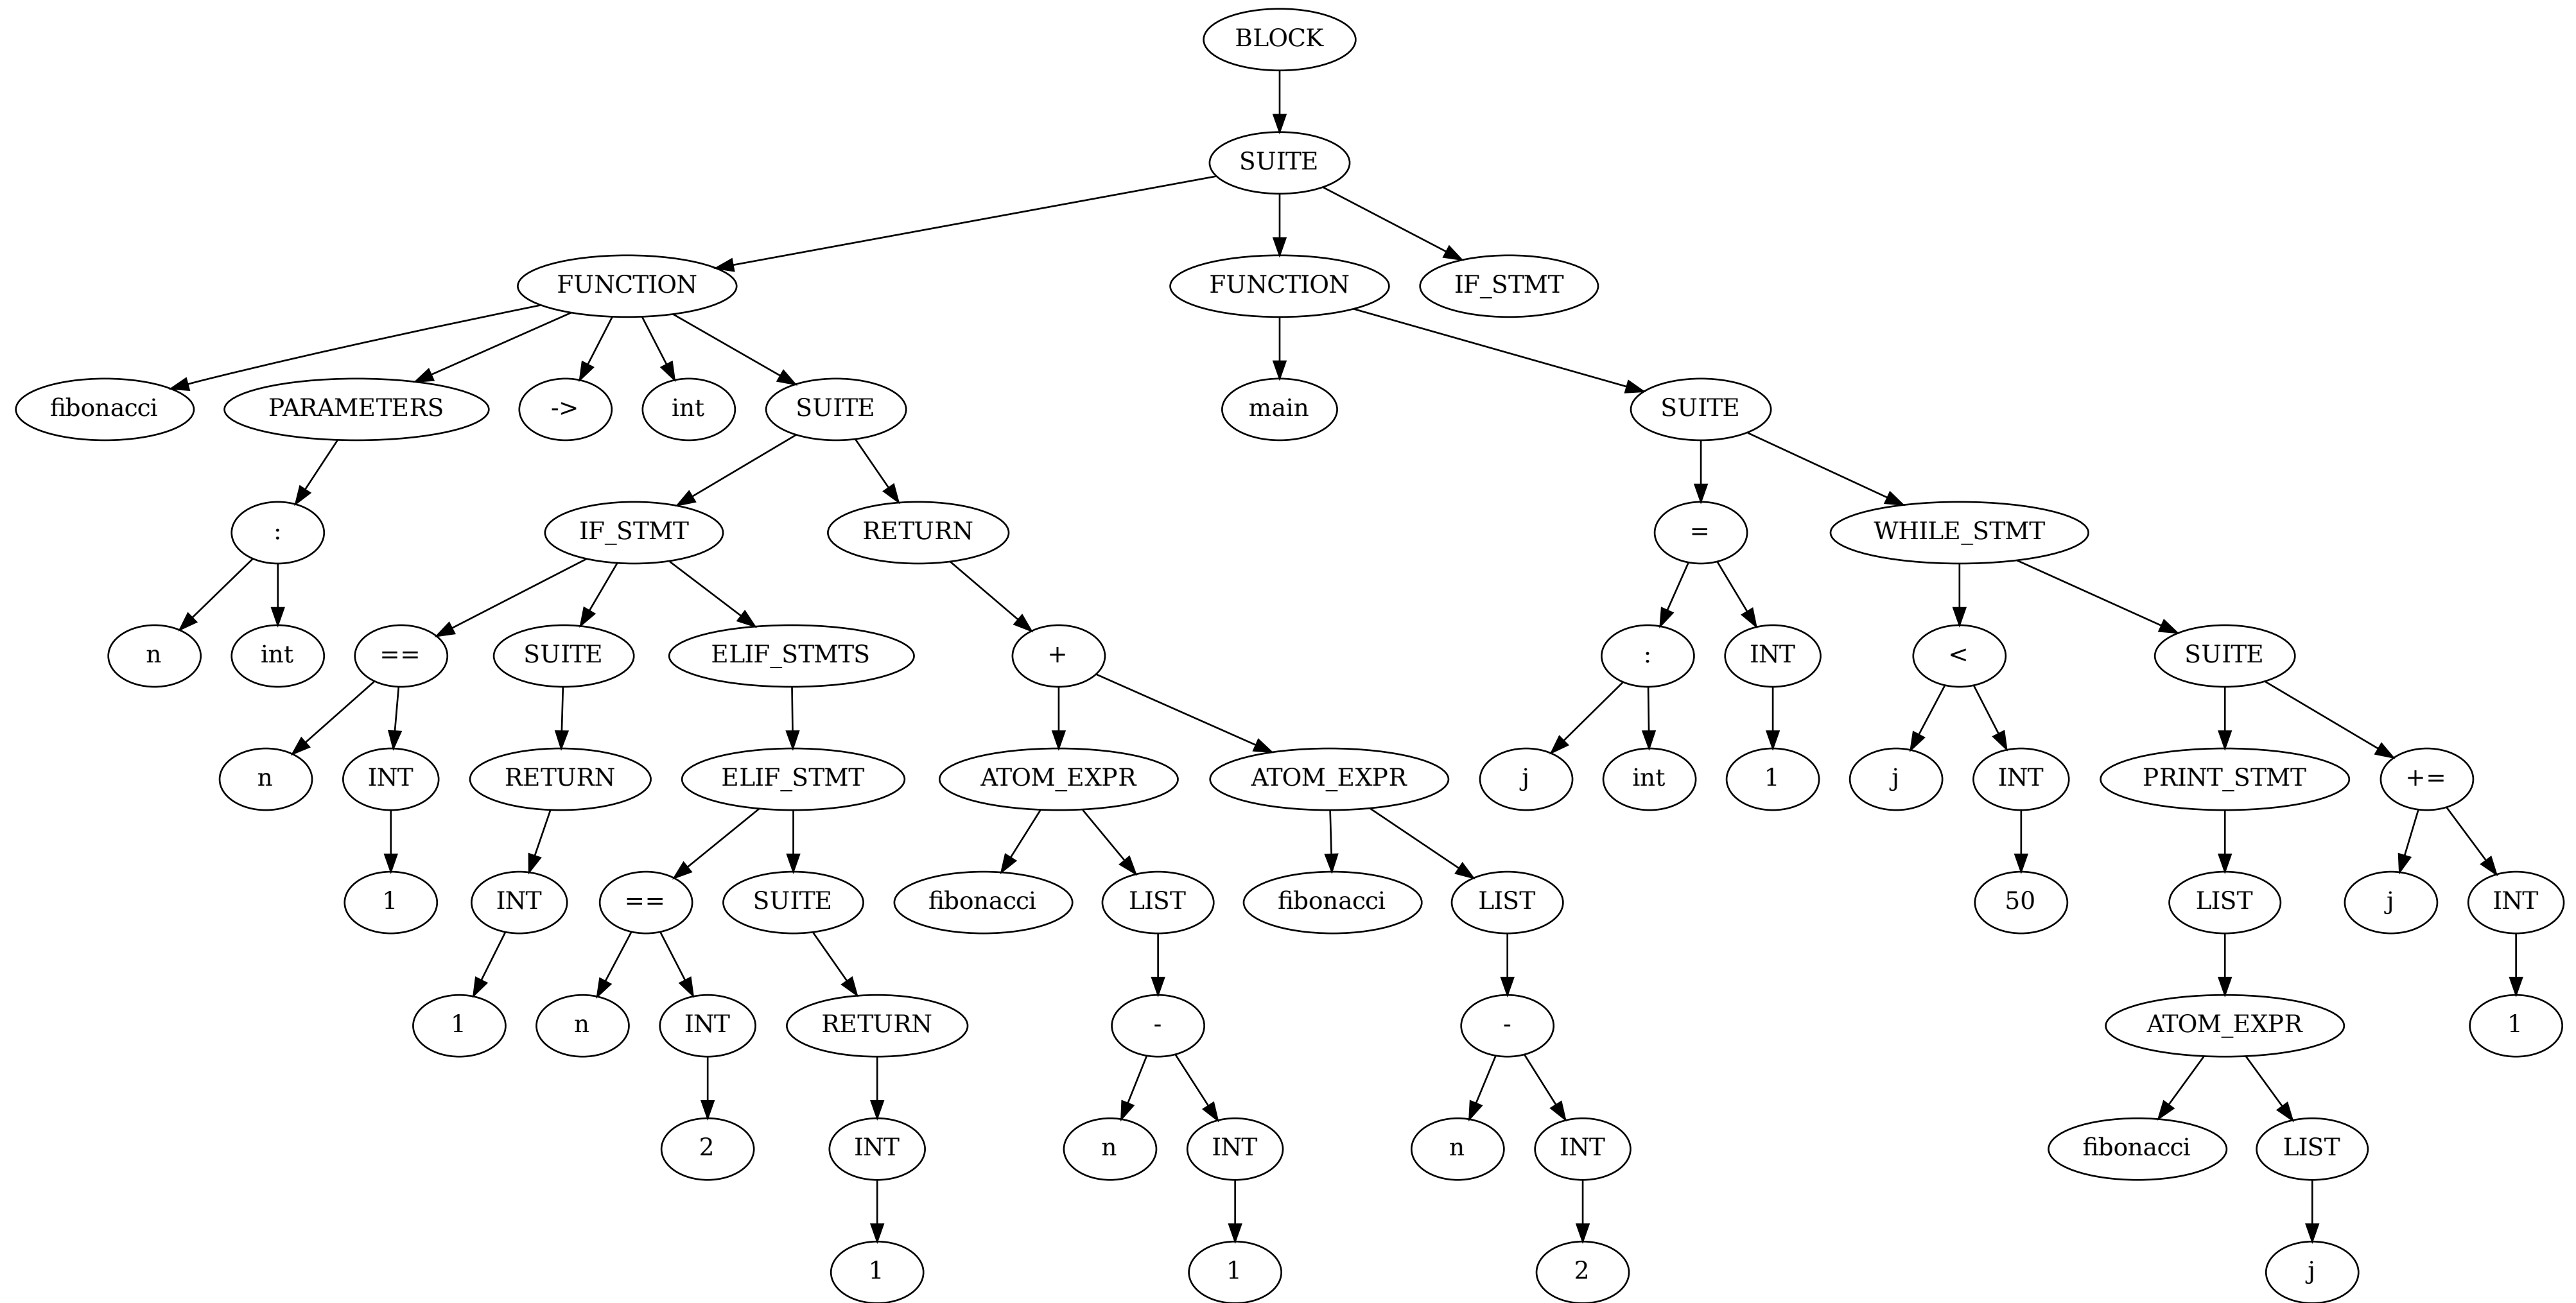 BLOCK
SUITE
FUNCTION FUNCTION IF_STMT
fibonacci PARAMETERS -> int SUITE main SUITE
: IF_STMT RETURN = WHILE_STMT
n int == SUITE ELIF_STMTS + : INT < SUITE
n INT RETURN ELIF_STMT ATOM_EXPR ATOM_EXPR j int 1 j INT PRINT_STMT +=
1 INT == SUITE fibonacci LIST fibonacci LIST 50 LIST j INT
1 n INT RETURN - - ATOM_EXPR 1
2 INT n INT n INT fibonacci LIST
1 1 2 j